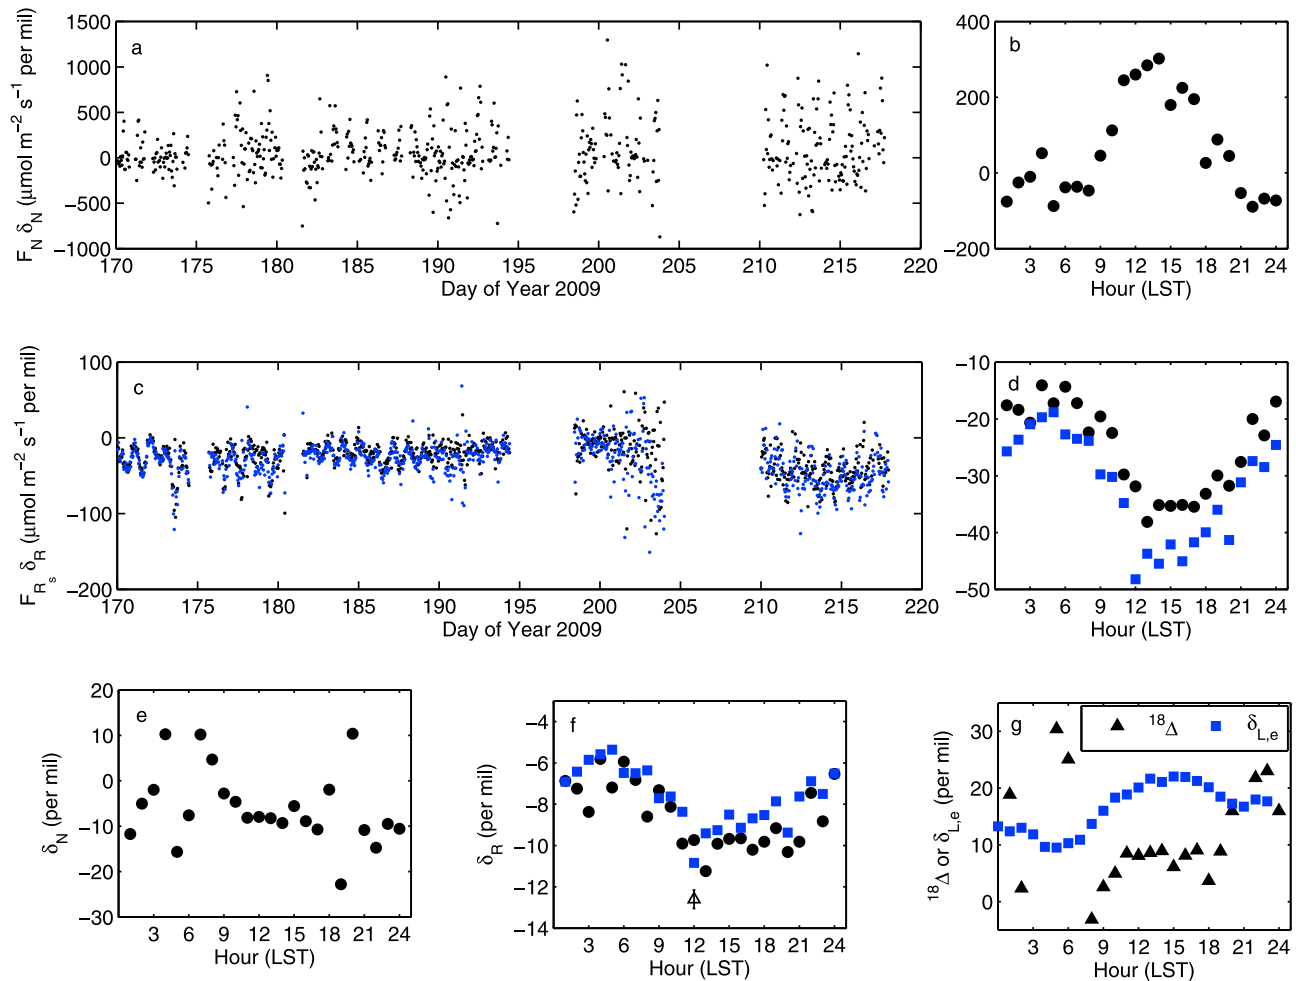 F_N δ_N (μmol m⁻² s⁻¹ per mil)
1500
1000
500
0
−500
−1000
a
170 175 180 185 190 195 200 205 210 215 220
Day of Year 2009
400
200
0
−200
b
3 6 9 12 15 18 21 24
Hour (LST)
F_{R_s} δ_R (μmol m⁻² s⁻¹ per mil)
100
0
−100
−200
c
170 175 180 185 190 195 200 205 210 215 220
Day of Year 2009
−10
−20
−30
−40
−50
d
3 6 9 12 15 18 21 24
Hour (LST)
δ_N (per mil)
20
10
0
−10
−20
−30
e
3 6 9 12 15 18 21 24
Hour (LST)
δ_R (per mil)
−4
−6
−8
−10
−12
−14
f
3 6 9 12 15 18 21 24
Hour (LST)
¹⁸Δ or δ_{L,e} (per mil)
30
20
10
0
g
¹⁸Δ δ_{L,e}
3 6 9 12 15 18 21 24
Hour (LST)